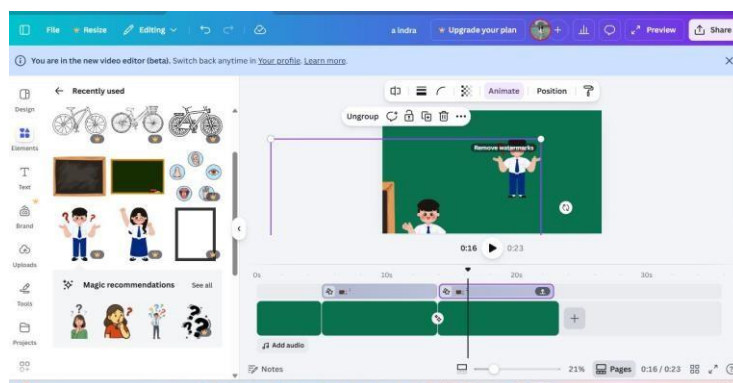 File Resize Editing a Indra Upgrade your plan Preview Share
You are in the new video editor (beta). Switch back anytime in Your profile. Learn more.
Design
Elements
Text
Brand
Uploads
Tools
Projects
Recently used
Magic recommendations See all
Animate Position
Ungroup
Remove watermarks
0:16 0:23
0s 10s 20s 30s
Add audio
Notes 21% Pages 0:16 / 0:23